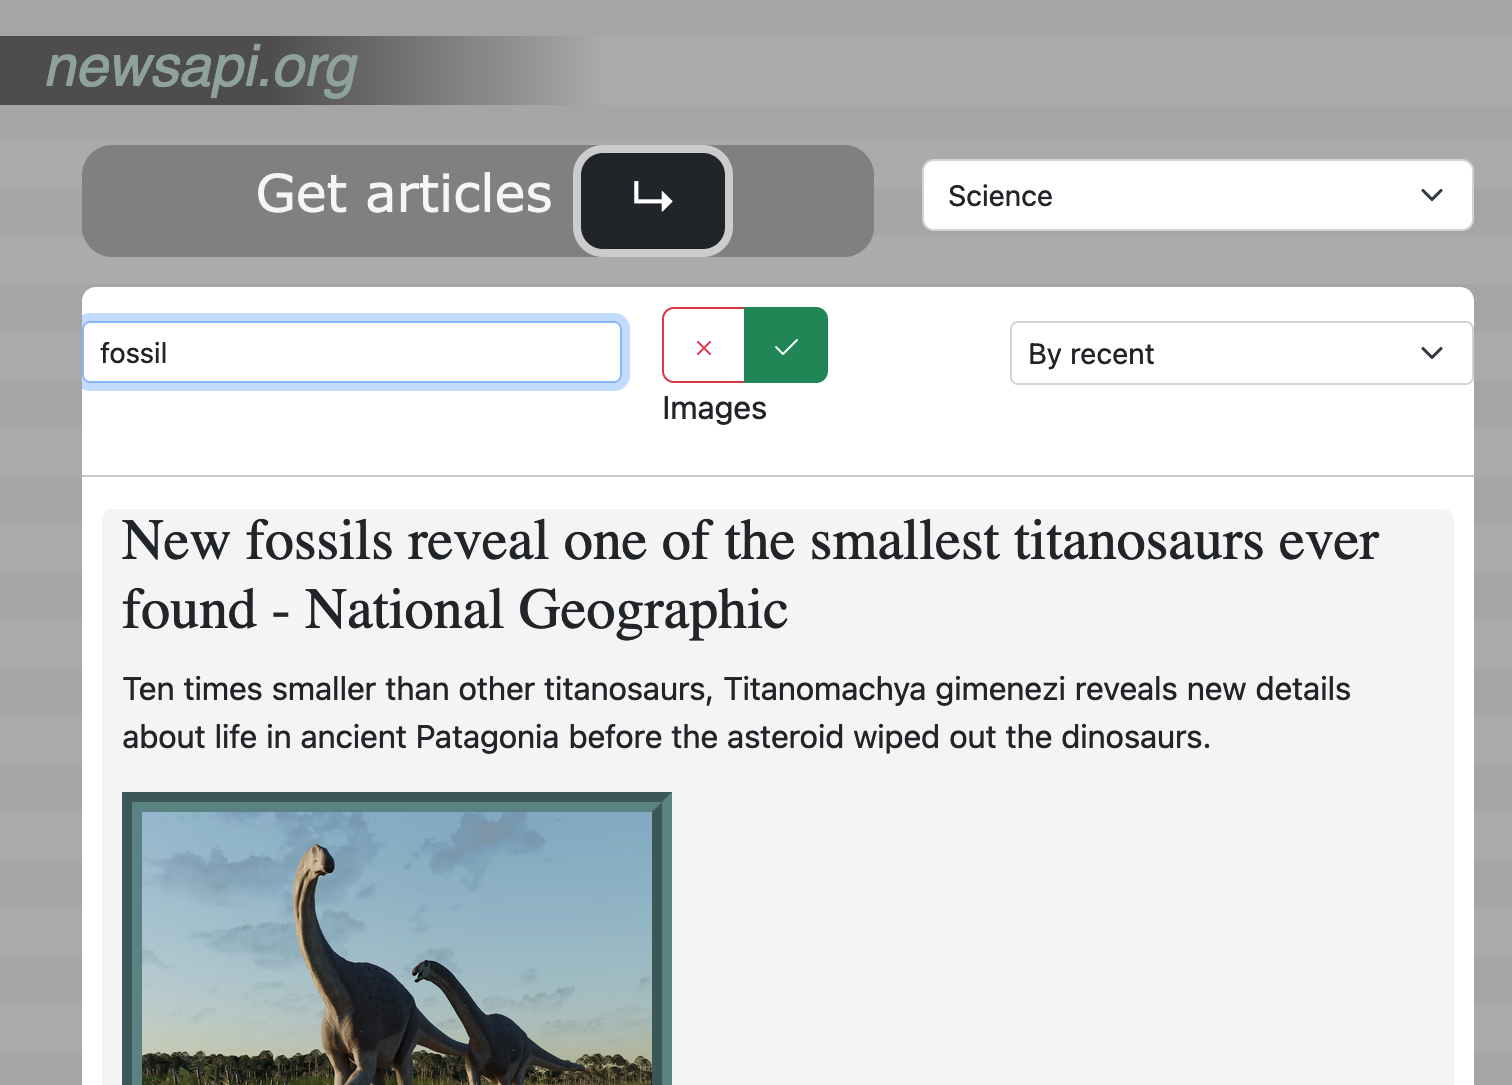 newsapi.org
Get articles
Science
fossil
Images
By recent
New fossils reveal one of the smallest titanosaurs ever
found - National Geographic
Ten times smaller than other titanosaurs, Titanomachya gimenezi reveals new details
about life in ancient Patagonia before the asteroid wiped out the dinosaurs.